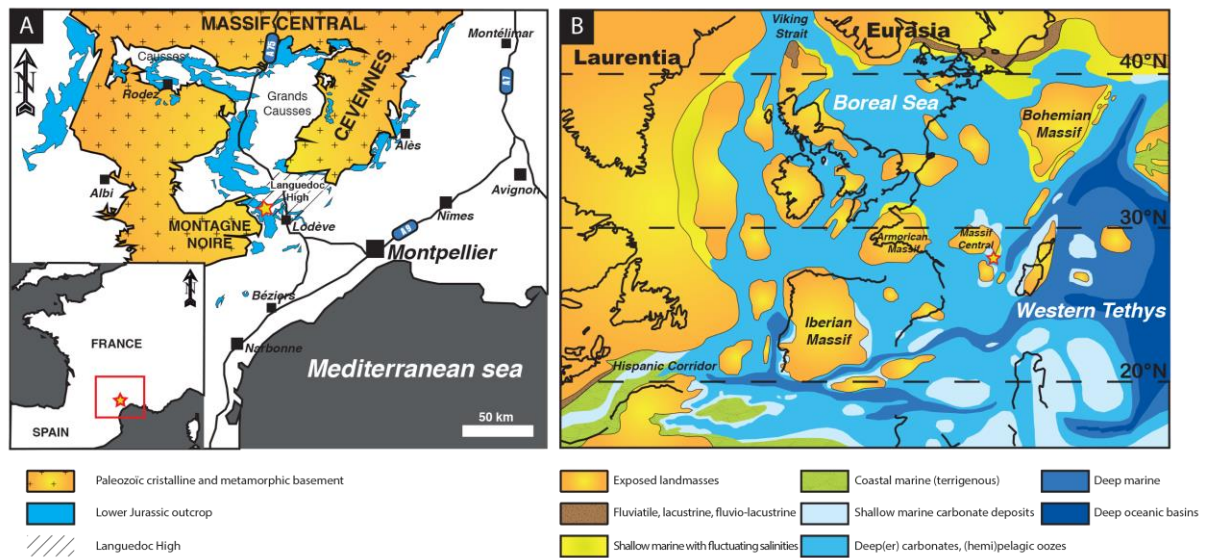 A
MASSIF CENTRAL
A75
Montélimar
Causses
Rodez
Grands
Causses
CEVENNES
A7
Alès
Albi
Languedoc
High
Avignon
Lodève
Nîmes
MONTAGNE
NOIRE
A9
Montpellier
Béziers
Narbonne
Mediterranean sea
50 km
N
N
FRANCE
SPAIN
B
Viking
Strait
Laurentia
Eurasia
40°N
Boreal Sea
Bohemian
Massif
30°N
Armorican
Massif
Massif
Central
Western Tethys
Iberian
Massif
Hispanic Corridor
20°N
Paleozoïc cristalline and metamorphic basement
Lower Jurassic outcrop
Languedoc High
Exposed landmasses
Fluviatile, lacustrine, fluvio-lacustrine
Shallow marine with fluctuating salinities
Coastal marine (terrigenous)
Shallow marine carbonate deposits
Deep(er) carbonates, (hemi)pelagic oozes
Deep marine
Deep oceanic basins